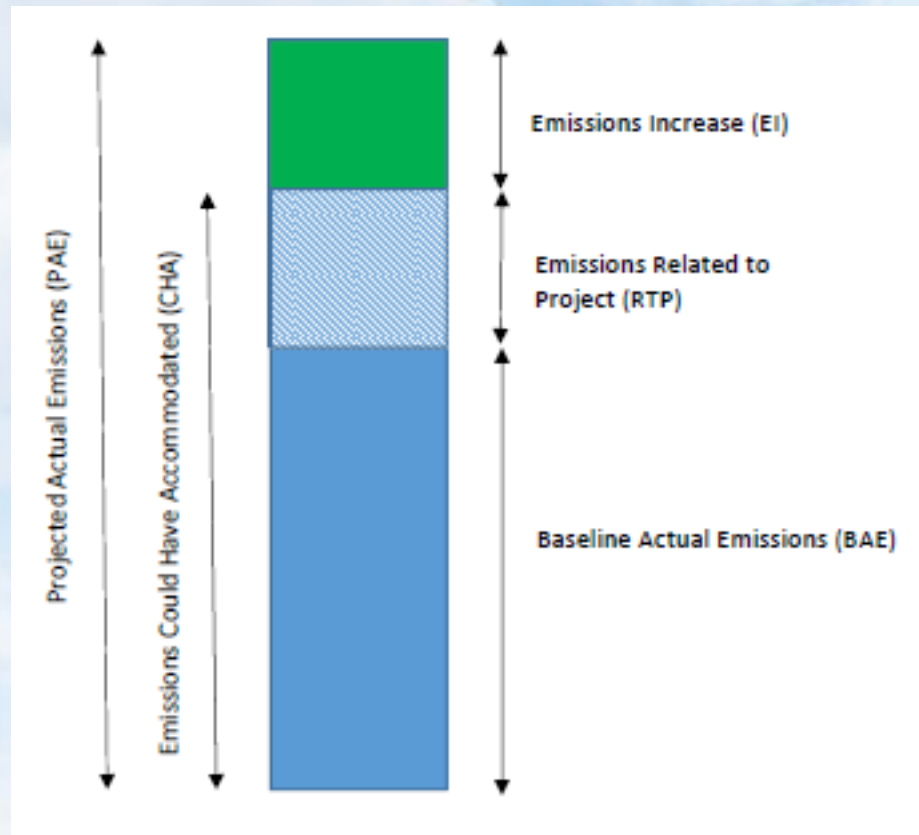 Projected Actual Emissions (PAE)
Emissions Could Have Accommodated (CHA)
Emissions Increase (EI)
Emissions Related to
Project (RTP)
Baseline Actual Emissions (BAE)